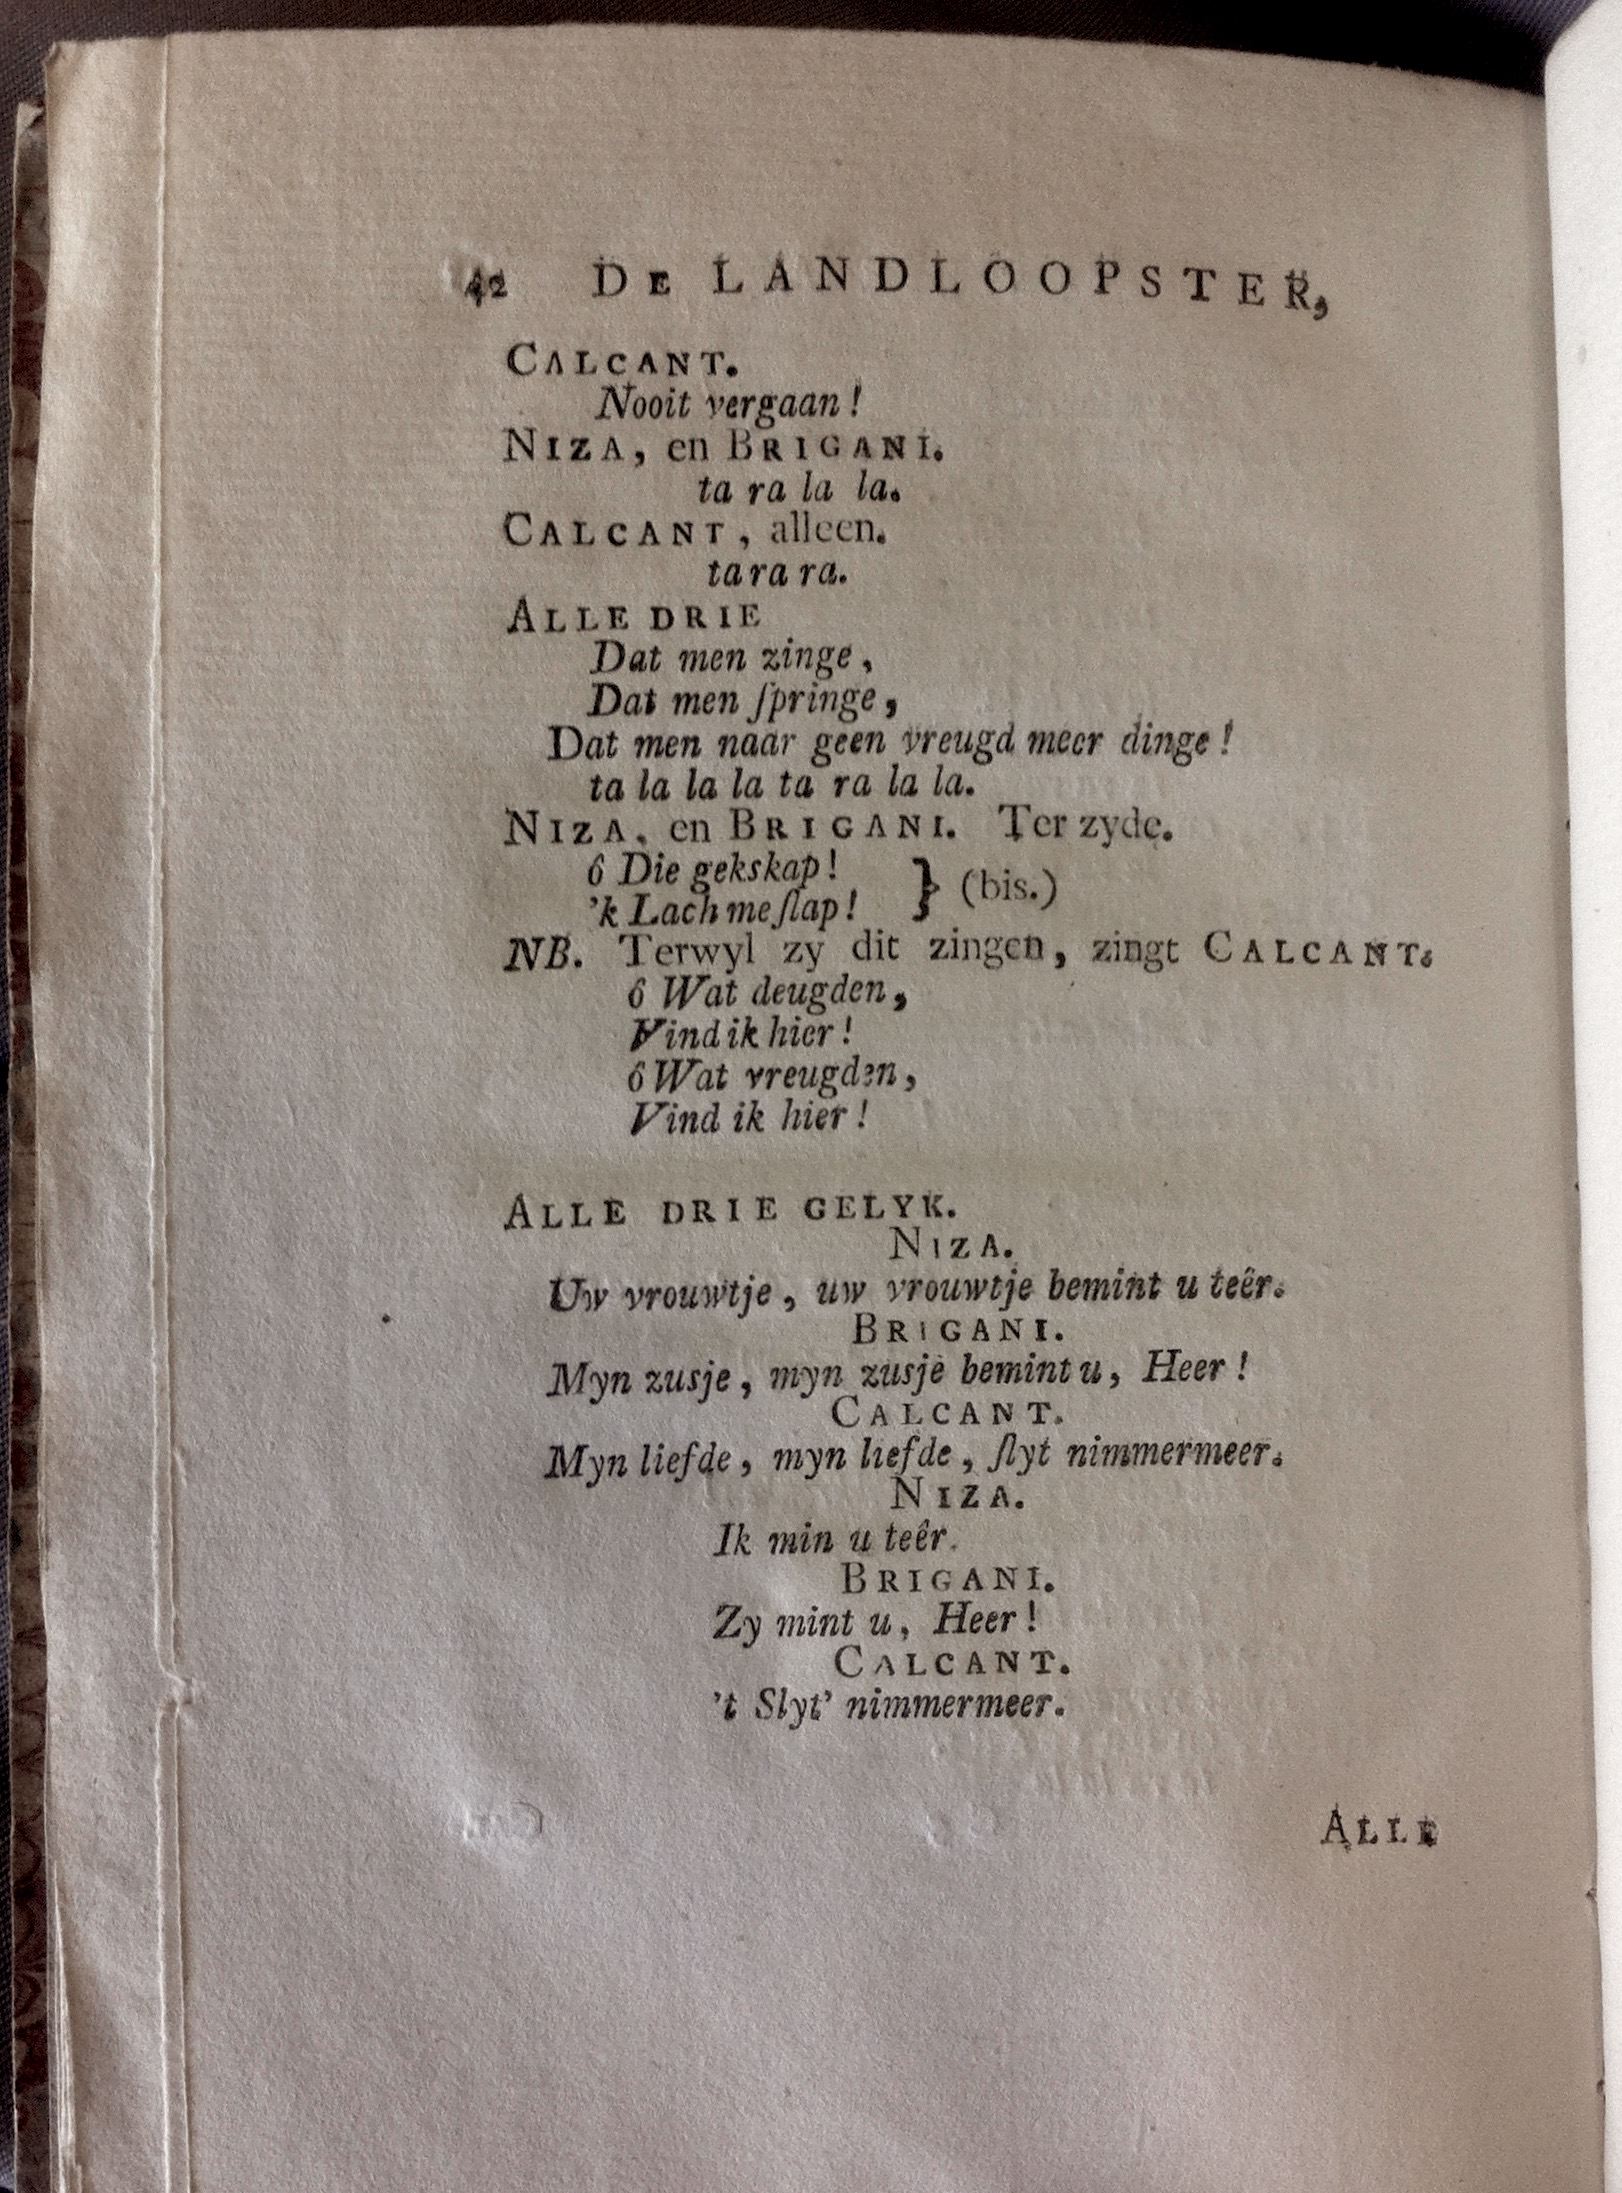 42 DE LANDLOOPSTER,
CALCANT.
Nooit vergaan!
NIZA, en BRIGANI.
ta ra la la.
CALCANT, alleen.
ta ra ra.
ALLE DRIE
Dat men zinge,
Dat men ſpringe,
Dat men naar geen vreugd meer dinge!
ta la la la ta ra la la.
NIZA, en BRIGANI. Ter zyde.
ô Die gekskap!
'k Lach me ſlap! } (bis.)
NB. Terwyl zy dit zingen, zingt CALCANT.
ô Wat deugden,
Vind ik hier!
ô Wat vreugden,
Vind ik hier!
ALLE DRIE GELYK.
NIZA.
Uw vrouwtje, uw vrouwtje bemint u teêr.
BRIGANI.
Myn zusje, myn zusje bemint u, Heer!
CALCANT.
Myn liefde, myn liefde, ſlyt nimmermeer.
NIZA.
Ik min u teêr.
BRIGANI.
Zy mint u, Heer!
CALCANT.
't Slyt' nimmermeer.
ALLE